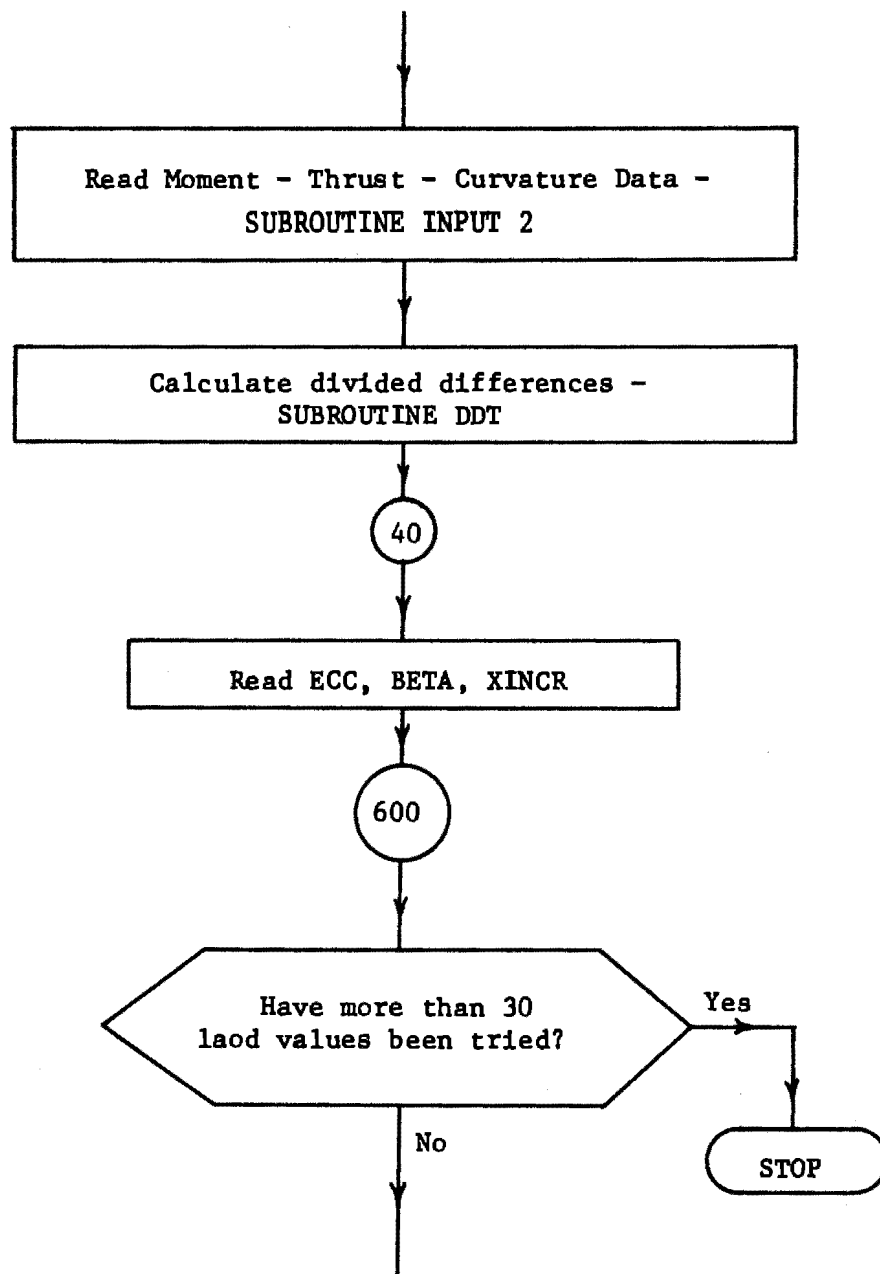 Read Moment - Thrust - Curvature Data -
SUBROUTINE INPUT 2
Calculate divided differences -
SUBROUTINE DDT
40
Read ECC, BETA, XINCR
600
Have more than 30
laod values been tried?
Yes
No
STOP